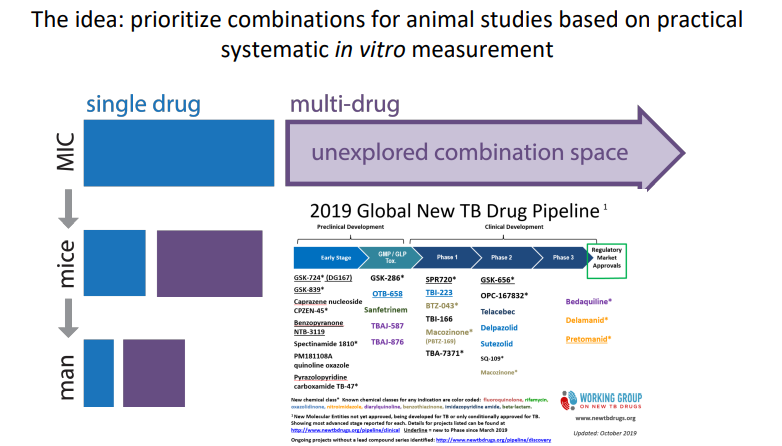 The idea: prioritize combinations for animal studies based on practical
systematic in vitro measurement
single drug
multi-drug
MIC
unexplored combination space
mice
man
2019 Global New TB Drug Pipeline 1
Preclinical Development
Clinical Development
Early Stage
GMP / GLP
Tox.
Phase 1
Phase 2
Phase 3
Regulatory
Market
Approvals
GSK-724* (DG167)
GSK-839*
Caprazene nucleoside
CPZEN-45*
Benzopyranone
NTB-3119
Spectinamide 1810*
PM181108A
quinoline oxazole
Pyrazolopyridine
carboxamide TB-47*
GSK-286*
OTB-658
Sanfetrinem
TBAJ-587
TBAJ-876
SPR720*
TBI-223
BTZ-043*
TBI-166
Macozinone*
(PBTZ-169)
TBA-7371*
GSK-656*
OPC-167832*
Telacebec
Delpazolid
Sutezolid
SQ-109*
Macozinone*
Bedaquiline*
Delamanid*
Pretomanid*
New chemical class* Known chemical classes for any indication are color coded: fluoroquinolone, rifamycin,
oxazolidinone, nitroimidazole, diarylquinoline, benzothiazinone, imidazopyridine amide, beta-lactam.
1 New Molecular Entities not yet approved, being developed for TB or only conditionally approved for TB.
Showing most advanced stage reported for each. Details for projects listed can be found at
http://www.newtbdrugs.org/pipeline/clinical Underline = new to Phase since March 2019
Ongoing projects without a lead compound series identified: http://www.newtbdrugs.org/pipeline/discovery
WORKING GROUP
ON NEW TB DRUGS
www.newtbdrugs.org
Updated: October 2019